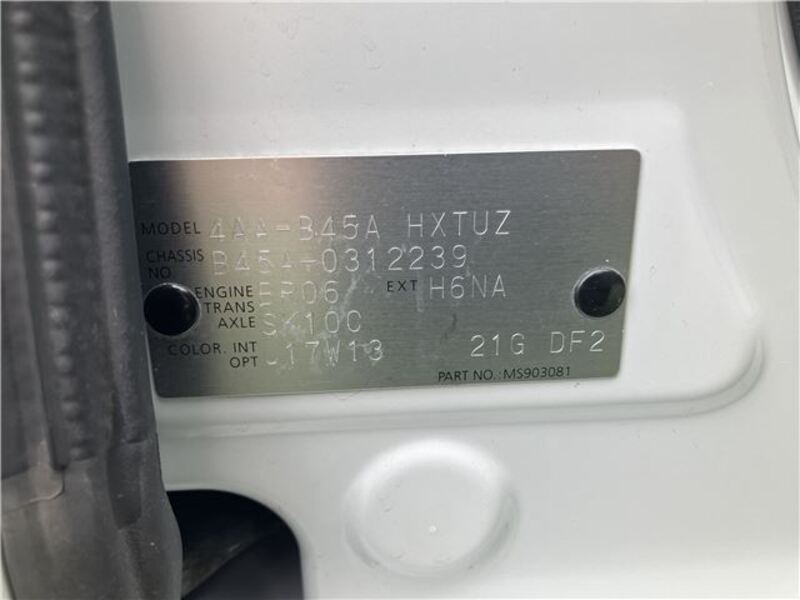 MODEL 4AA-B45A HXTUZ
CHASSIS NO. B45A-0312239
ENGINE BR06 EXT H6NA
TRANS AXLE SK10C
COLOR. INT OPT J17W13 21G DF2
PART NO.: MS903081